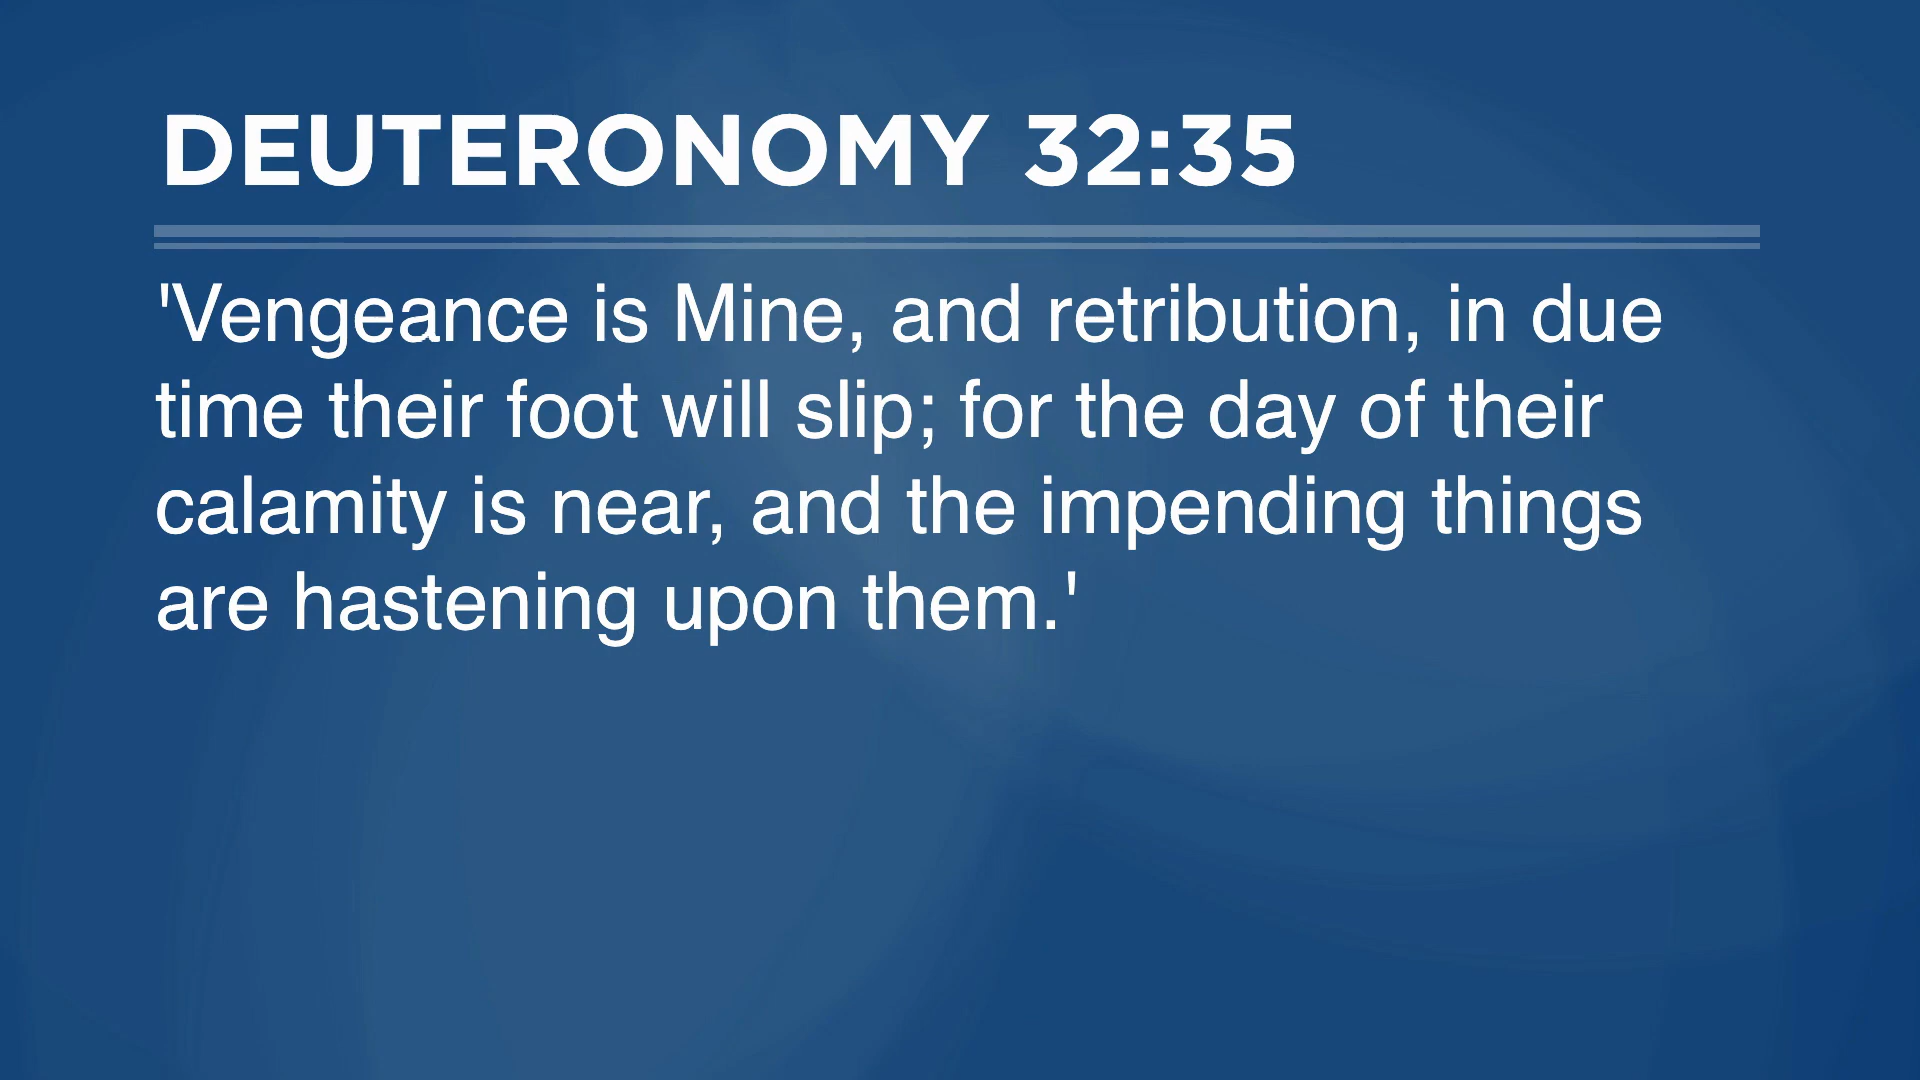 DEUTERONOMY 32:35
'Vengeance is Mine, and retribution, in due
time their foot will slip; for the day of their
calamity is near, and the impending things
are hastening upon them.'